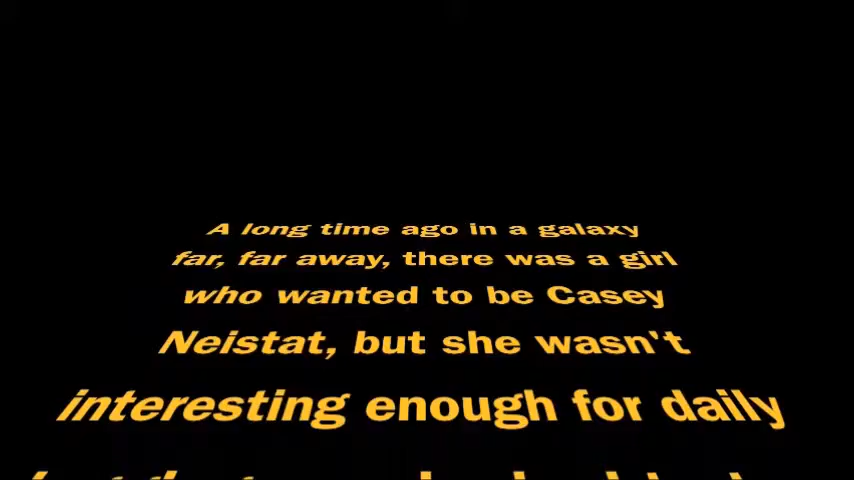 A long time ago in a galaxy
far, far away, there was a girl
who wanted to be Casey
Neistat, but she wasn't
interesting enough for daily